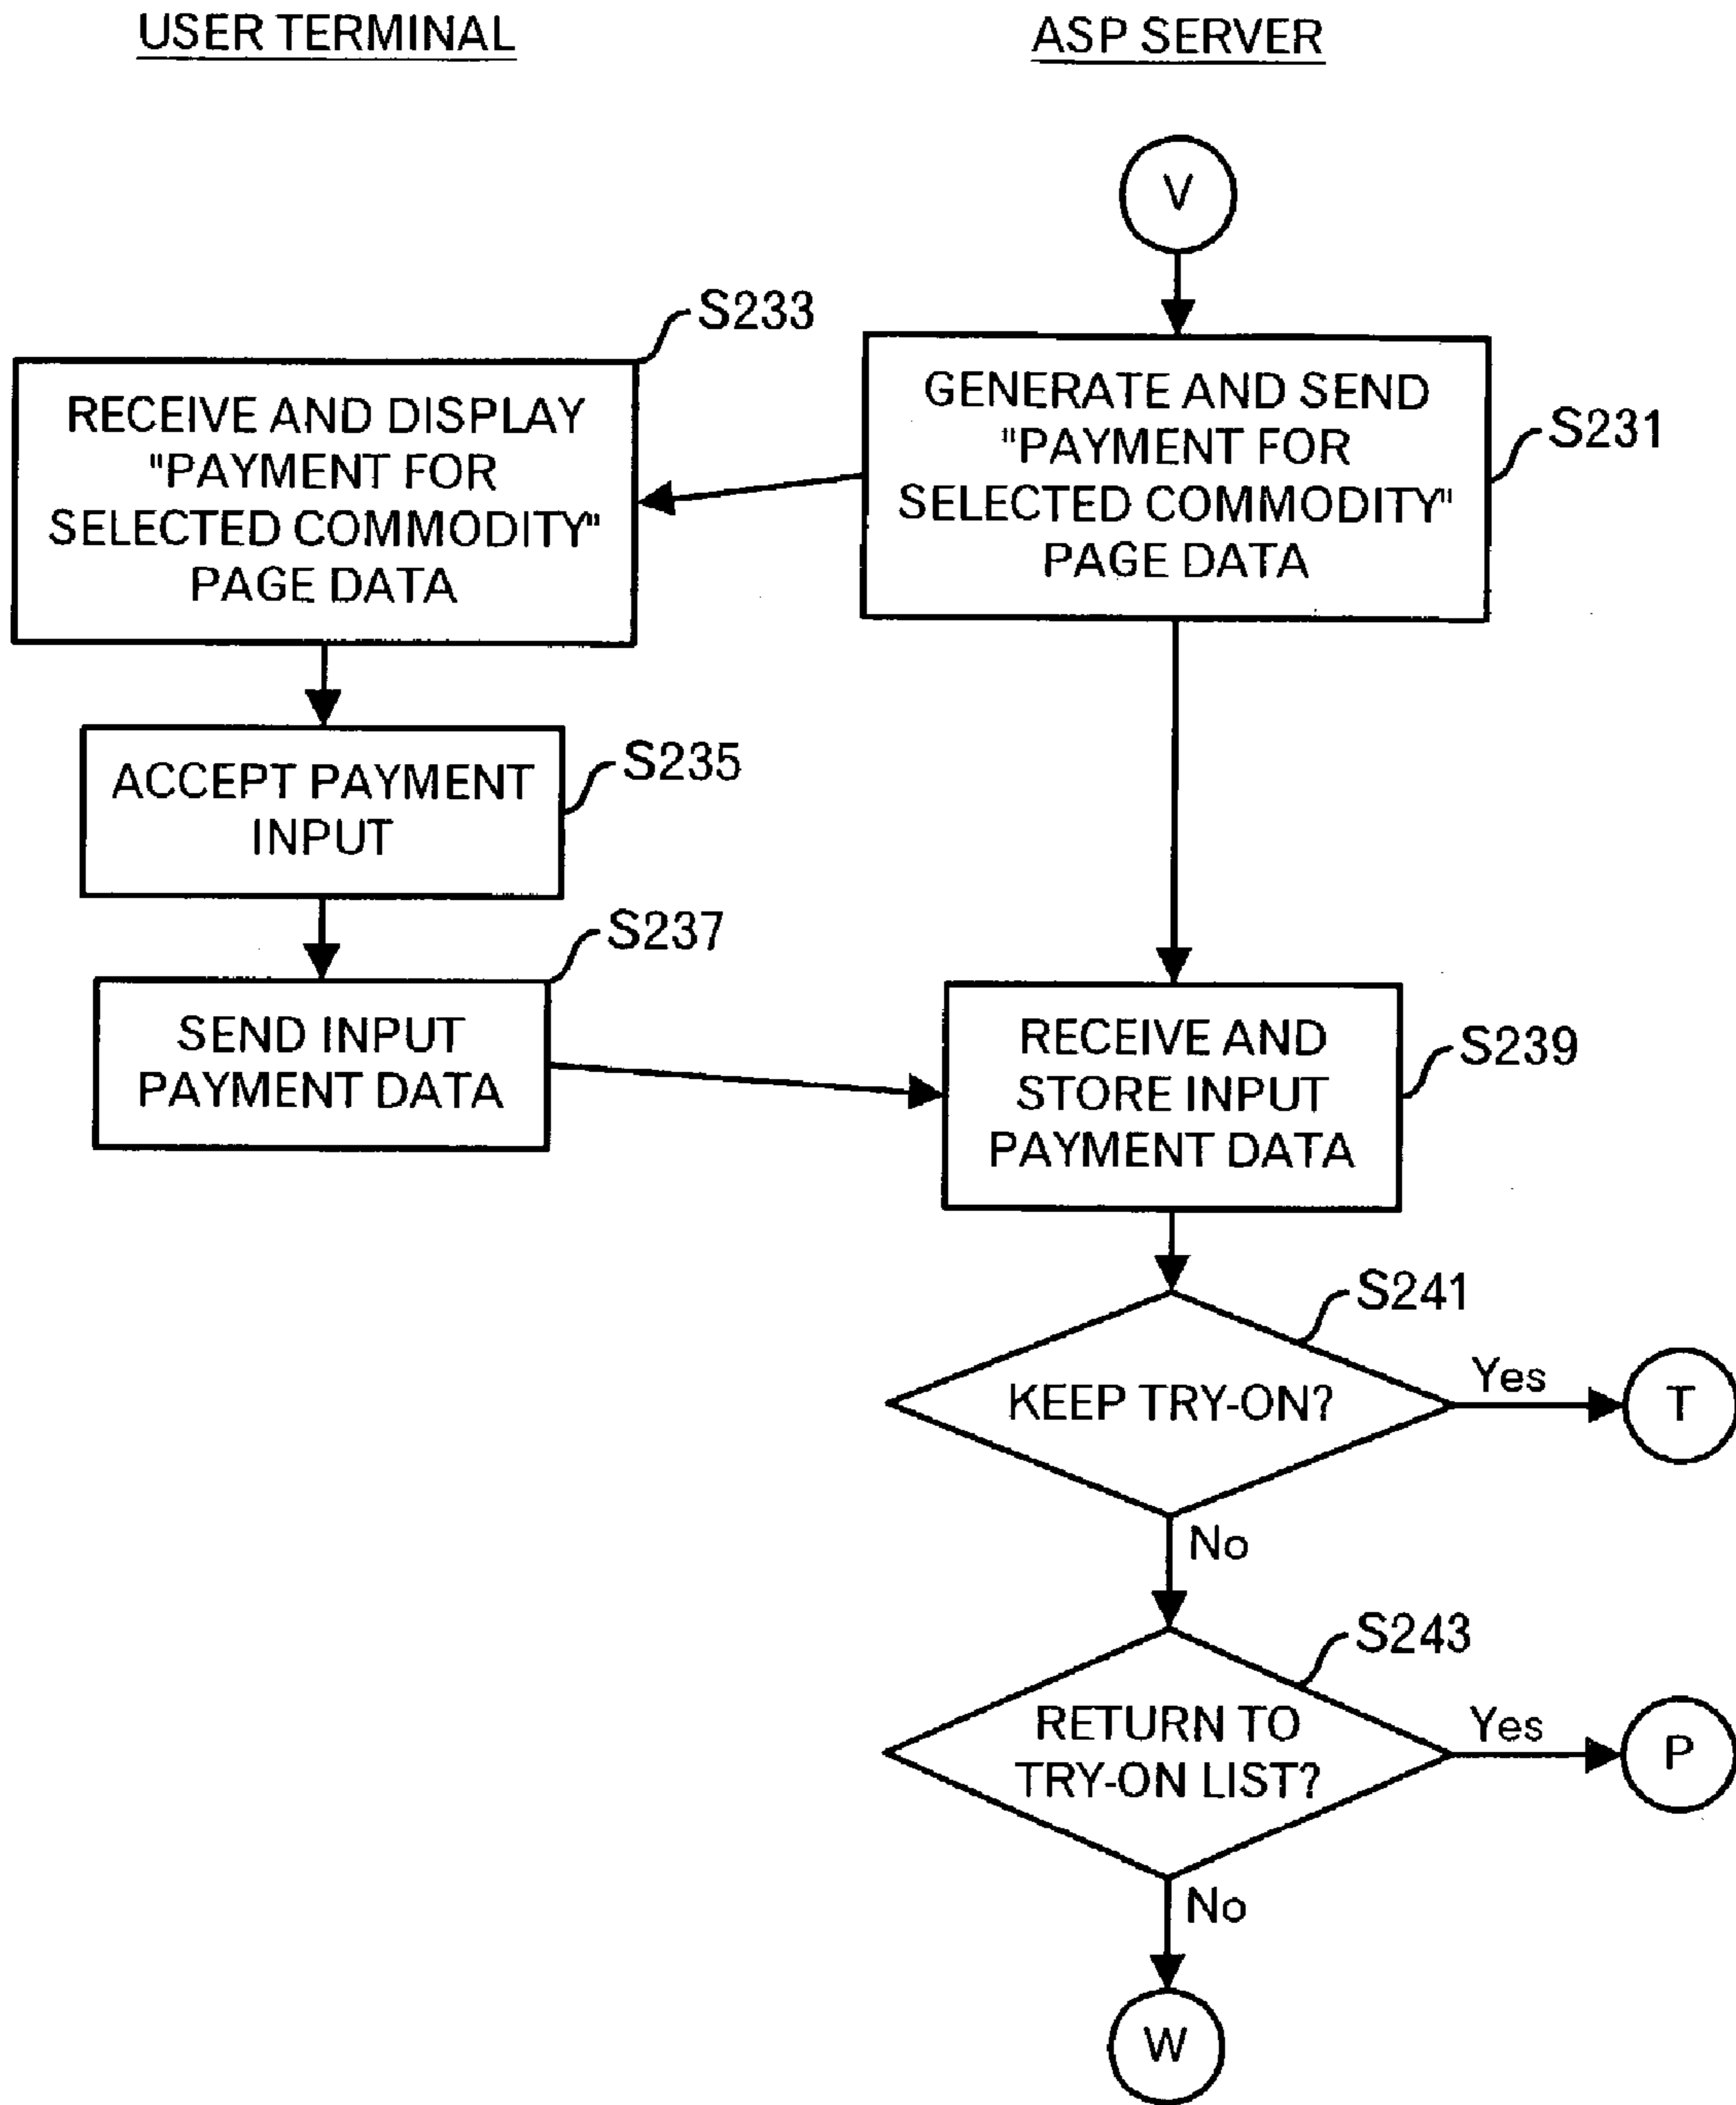 USER TERMINAL
ASP SERVER
V
S233
RECEIVE AND DISPLAY
"PAYMENT FOR
SELECTED COMMODITY"
PAGE DATA
GENERATE AND SEND
"PAYMENT FOR
SELECTED COMMODITY"
PAGE DATA
S231
ACCEPT PAYMENT
INPUT
S235
S237
SEND INPUT
PAYMENT DATA
RECEIVE AND
STORE INPUT
PAYMENT DATA
S239
S241
KEEP TRY-ON?
Yes
T
No
S243
RETURN TO
TRY-ON LIST?
Yes
P
No
W